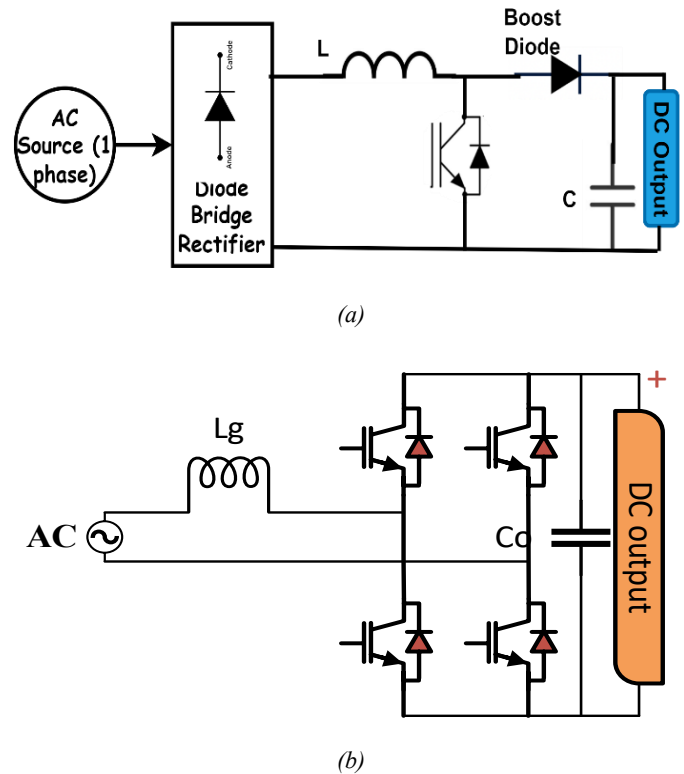 Boost
Diode
L
Cathode
Anode
AC
Source (1
phase)
Diode
Bridge
Rectifier
C
DC Output
(a)
+
Lg
AC
Co
DC output
(b)